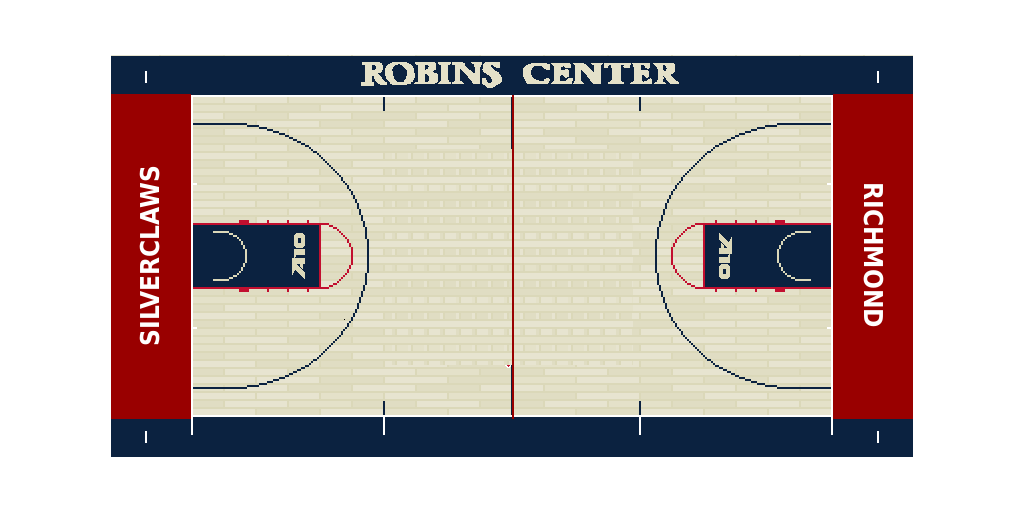 ROBINS CENTER
SILVERCLAWS
A10
A10
RICHMOND